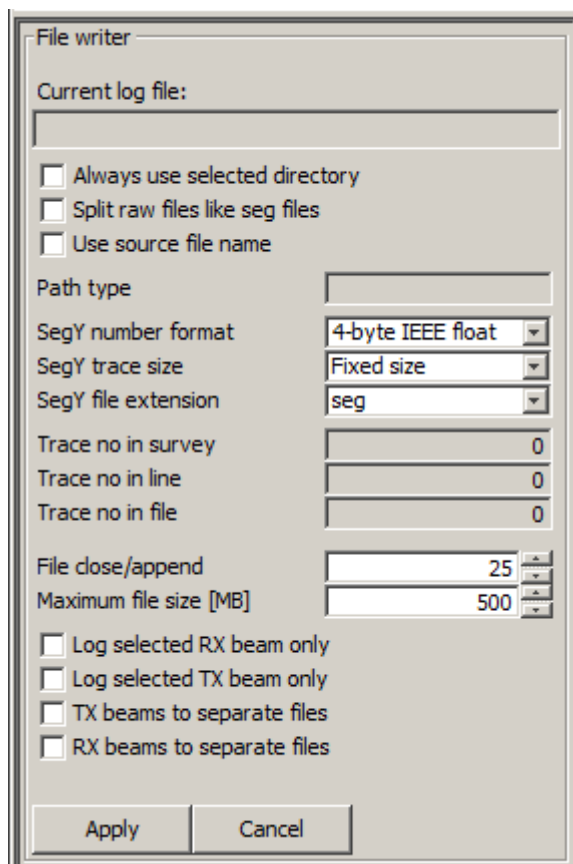 File writer
Current log file:
Always use selected directory
Split raw files like seg files
Use source file name
Path type
SegY number format 4-byte IEEE float
SegY trace size Fixed size
SegY file extension seg
Trace no in survey 0
Trace no in line 0
Trace no in file 0
File close/append 25
Maximum file size [MB] 500
Log selected RX beam only
Log selected TX beam only
TX beams to separate files
RX beams to separate files
Apply Cancel